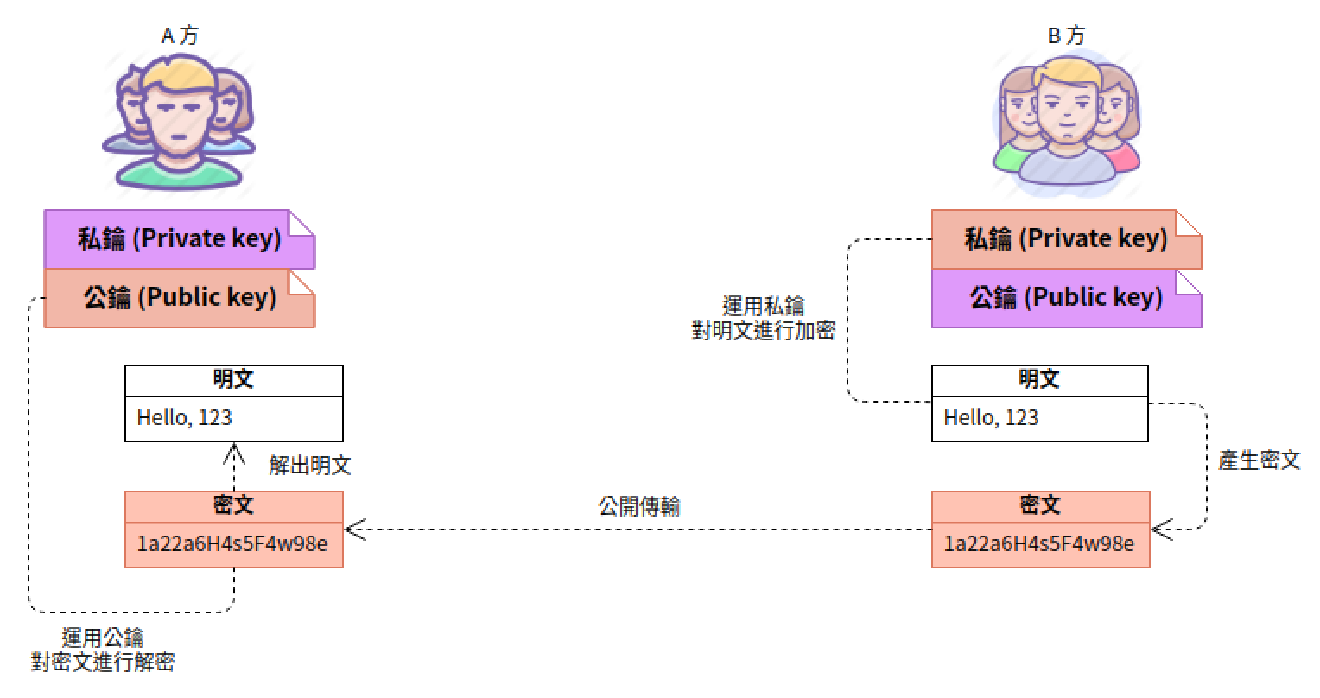 A 方
B 方
私鑰 (Private key)
公鑰 (Public key)
私鑰 (Private key)
公鑰 (Public key)
運用私鑰
對明文進行加密
明文
Hello, 123
明文
Hello, 123
解出明文
產生密文
密文
1a22a6H4s5F4w98e
公開傳輸
密文
1a22a6H4s5F4w98e
運用公鑰
對密文進行解密